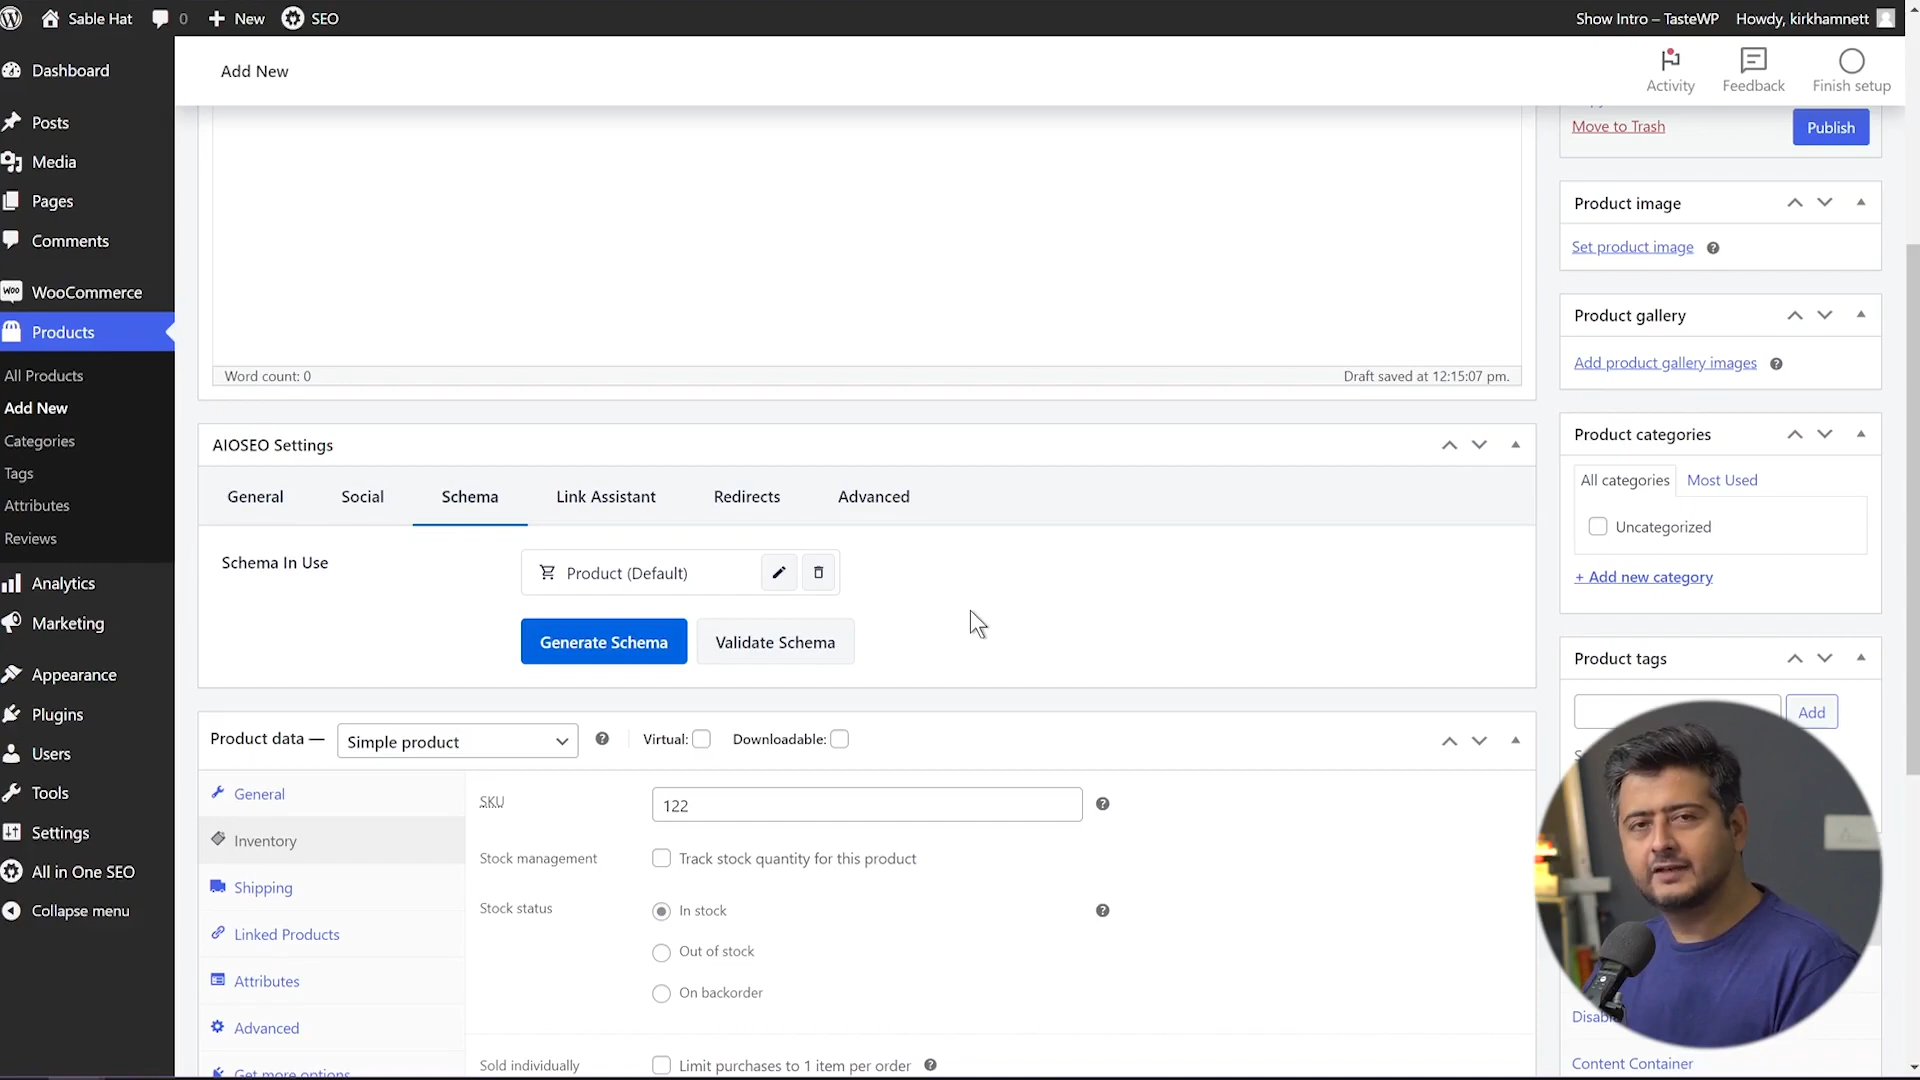 Sable Hat 0 New SEO Show Intro – TasteWP Howdy, kirkhamnett
Add New Activity Feedback Finish setup
Dashboard
Posts
Media
Pages
Comments
WooCommerce
Products
All Products
Add New
Categories
Tags
Attributes
Reviews
Analytics
Marketing
Appearance
Plugins
Users
Tools
Settings
All in One SEO
Collapse menu
Word count: 0 Draft saved at 12:15:07 pm.
AIOSEO Settings
General Social Schema Link Assistant Redirects Advanced
Schema In Use Product (Default)
Generate Schema Validate Schema
Product data — Simple product Virtual: Downloadable:
General
Inventory
Shipping
Linked Products
Attributes
Advanced
Get more options
SKU 122
Stock management Track stock quantity for this product
Stock status In stock
Out of stock
On backorder
Sold individually Limit purchases to 1 item per order
Move to Trash Publish
Product image
Set product image
Product gallery
Add product gallery images
Product categories
All categories Most Used
Uncategorized
+ Add new category
Product tags
Add
Content Container